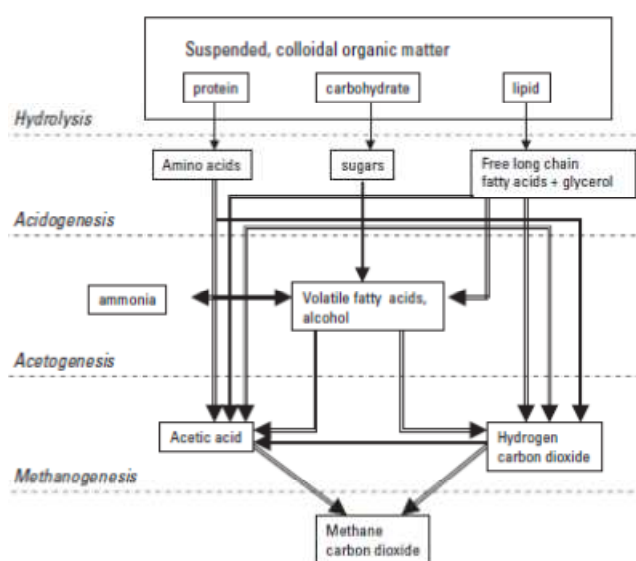 Suspended, colloidal organic matter
protein
carbohydrate
lipid
Hydrolysis
Amino acids
sugars
Free long chain
fatty acids + glycerol
Acidogenesis
ammonia
Volatile fatty acids,
alcohol
Acetogenesis
Acetic acid
Hydrogen
carbon dioxide
Methanogenesis
Methane
carbon dioxide